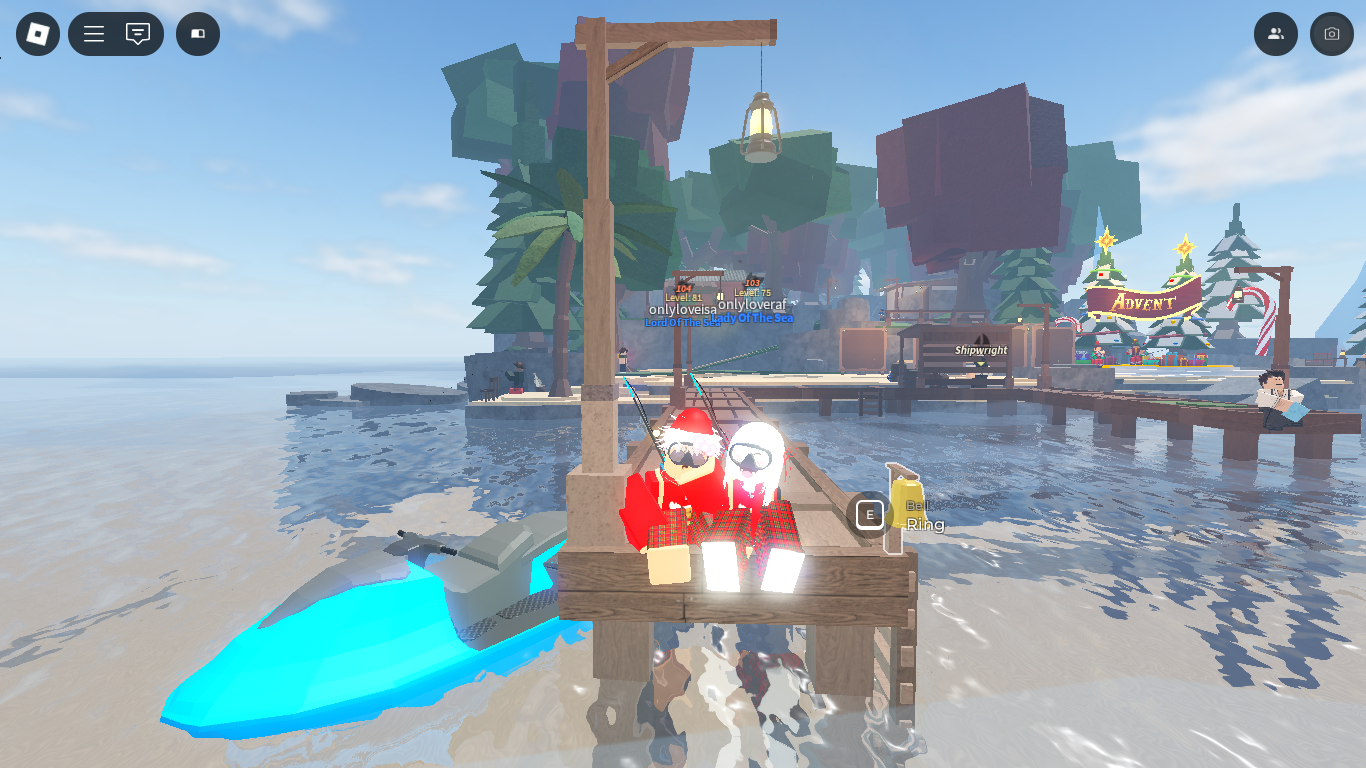 104
Level: 81
onlyloveisa
Lord Of The Sea
103
Level: 75
onlyloveraf
Lady Of The Sea
ADVENT
Shipwright
E
Bell
Ring